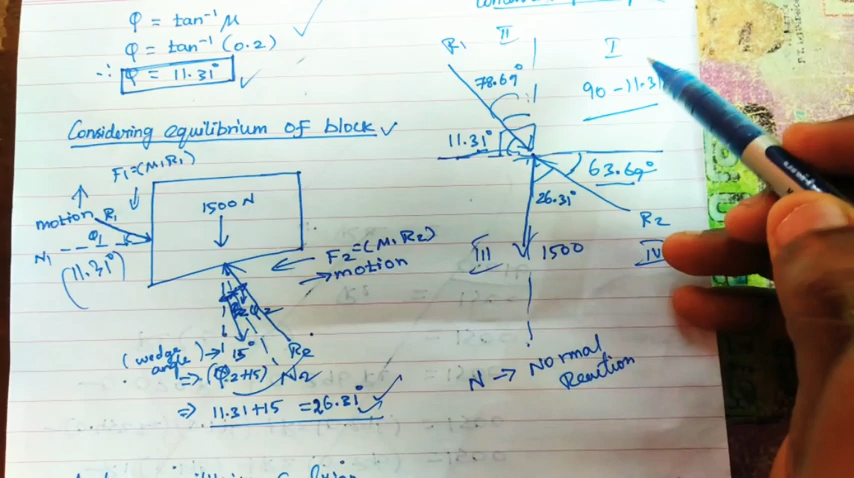 φ = tan⁻¹ μ
φ = tan⁻¹ (0.2)
∴ φ = 11.31°
Considering equilibrium of block
F1=(μ1R1)
motion
R1
1500 N
N1
φ1
(11.31°)
F2=(μ1R2)
motion
(wedge angle) → 15°
R2
⇒ (φ2+15) N2
⇒ 11.31+15 = 26.31°
II
I
R1
78.69°
90 - 11.31
11.31°
63.69°
26.31°
R2
III
1500
IV
N → Normal
Reaction